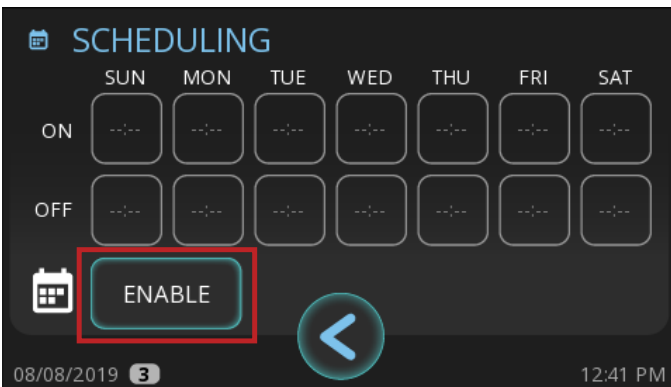 SCHEDULING
SUN MON TUE WED THU FRI SAT
ON --:-- --:-- --:-- --:-- --:-- --:-- --:--
OFF --:-- --:-- --:-- --:-- --:-- --:-- --:--
ENABLE
08/08/2019 3 12:41 PM